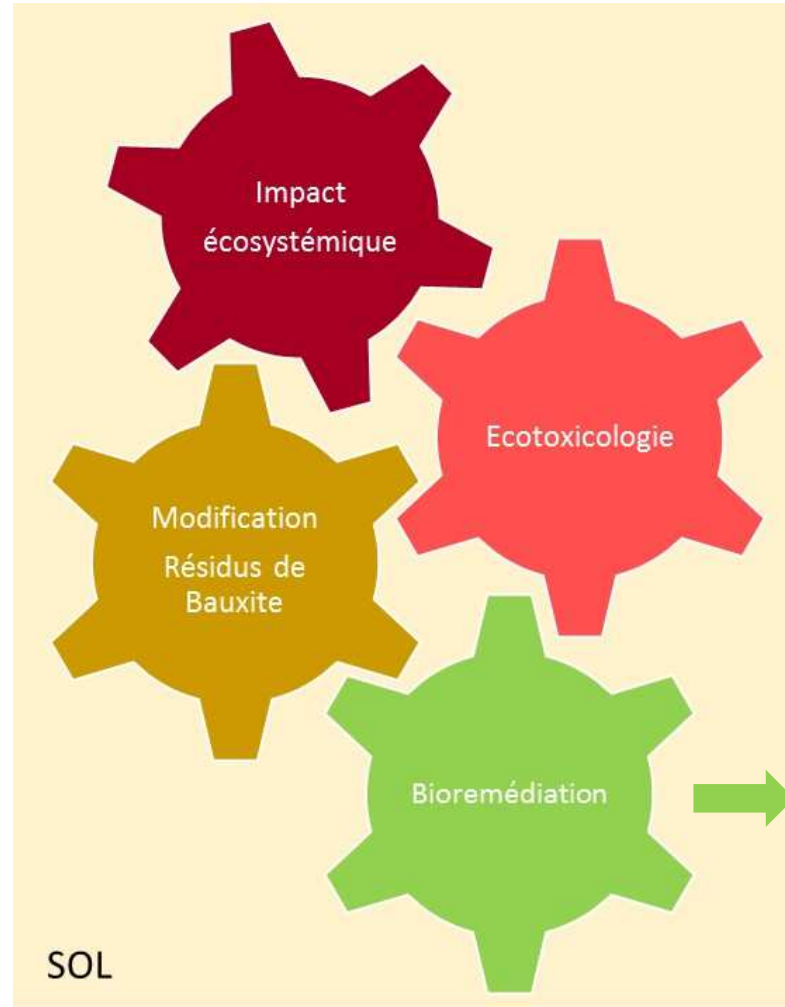 Impact
écosystémique
Ecotoxicologie
Modification
Résidus de
Bauxite
Bioremédiation
SOL